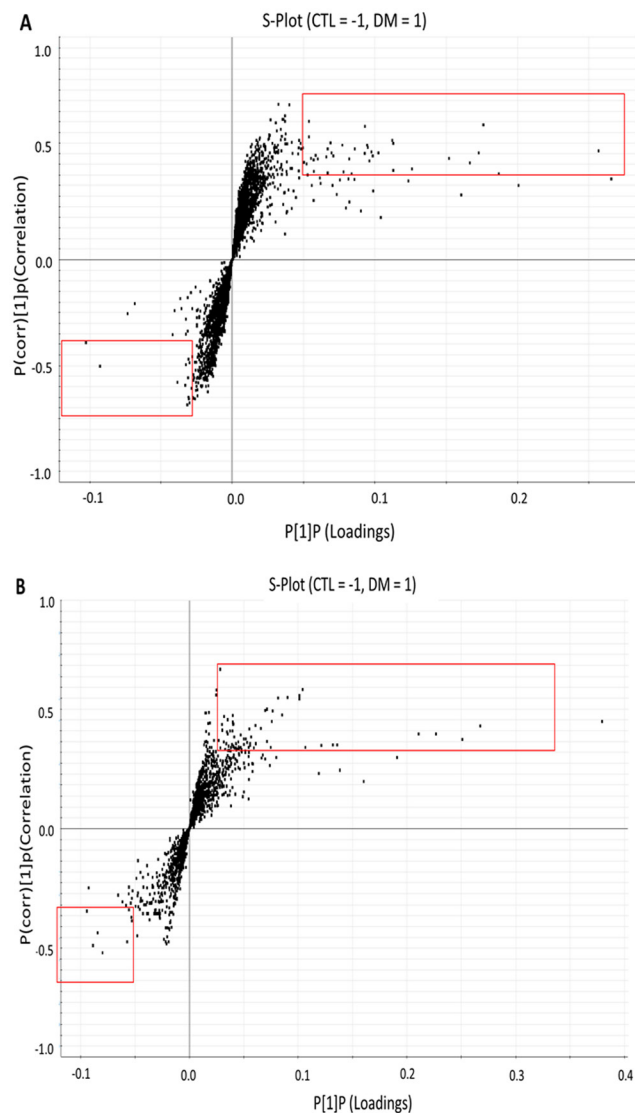 A
S-Plot (CTL = -1, DM = 1)
1.0
0.5
0.0
-0.5
-1.0
P(corr)[1]p(Correlation)
-0.1
0.0
0.1
0.2
P[1]P (Loadings)
B
S-Plot (CTL = -1, DM = 1)
1.0
0.5
0.0
-0.5
-1.0
P(corr)[1]p(Correlation)
-0.1
0.0
0.1
0.2
0.3
0.4
P[1]P (Loadings)